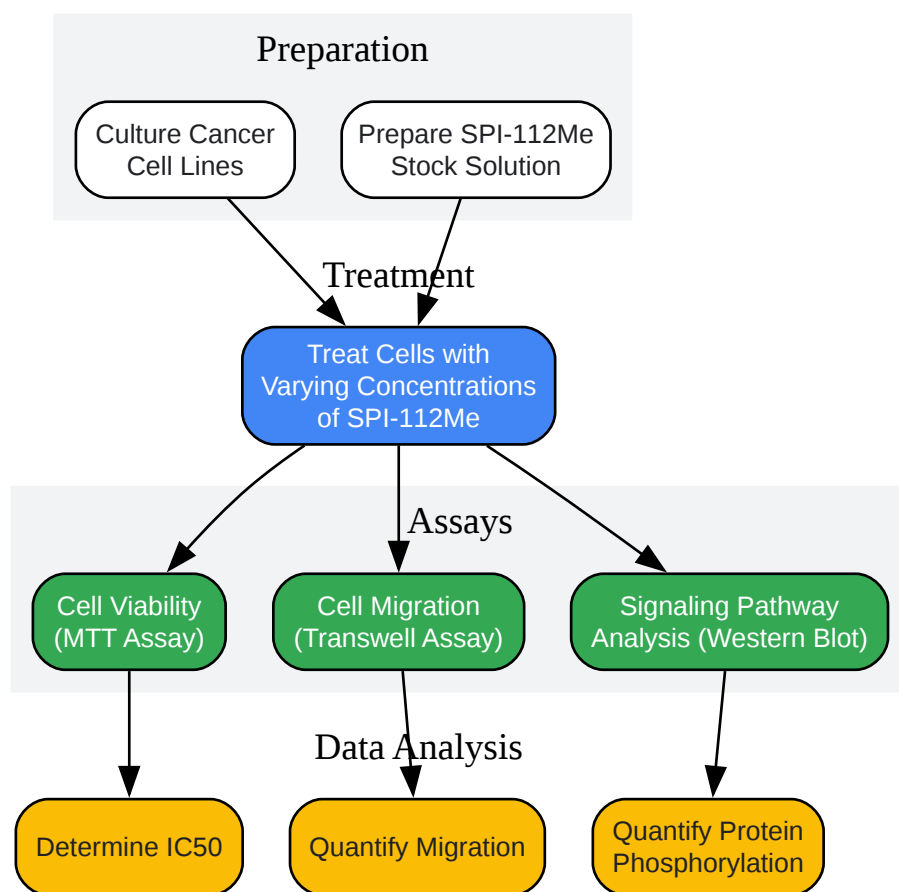 Preparation
Culture Cancer
Cell Lines
Prepare SPI-112Me
Stock Solution
Treatment
Treat Cells with
Varying Concentrations
of SPI-112Me
Assays
Cell Viability
(MTT Assay)
Cell Migration
(Transwell Assay)
Signaling Pathway
Analysis (Western Blot)
Data Analysis
Determine IC50
Quantify Migration
Quantify Protein
Phosphorylation